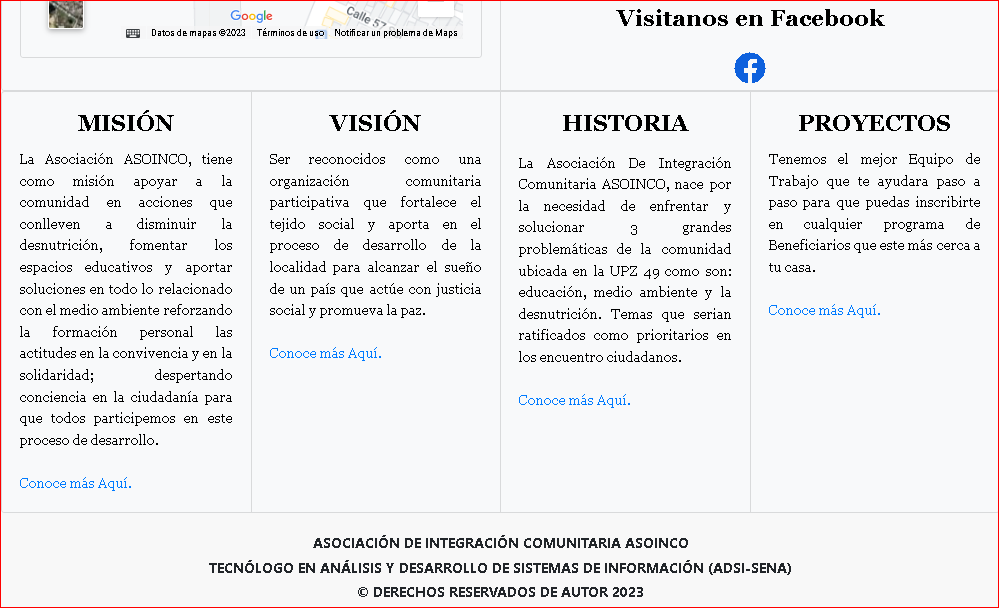 Google
Calle 57
Datos de mapas ©2023 Términos de uso Notificar un problema de Maps
Visitanos en Facebook
MISIÓN
La Asociación ASOINCO, tiene
como misión apoyar a la
comunidad en acciones que
conlleven a disminuir la
desnutrición, fomentar los
espacios educativos y aportar
soluciones en todo lo relacionado
con el medio ambiente reforzando
la formación personal las
actitudes en la convivencia y en la
solidaridad; despertando
conciencia en la ciudadanía para
que todos participemos en este
proceso de desarrollo.
Conoce más Aquí.
VISIÓN
Ser reconocidos como una
organización comunitaria
participativa que fortalece el
tejido social y aporta en el
proceso de desarrollo de la
localidad para alcanzar el sueño
de un país que actúe con justicia
social y promueva la paz.
Conoce más Aquí.
HISTORIA
La Asociación De Integración
Comunitaria ASOINCO, nace por
la necesidad de enfrentar y
solucionar 3 grandes
problemáticas de la comunidad
ubicada en la UPZ 49 como son:
educación, medio ambiente y la
desnutrición. Temas que serian
ratificados como prioritarios en
los encuentro ciudadanos.
Conoce más Aquí.
PROYECTOS
Tenemos el mejor Equipo de
Trabajo que te ayudara paso a
paso para que puedas inscribirte
en cualquier programa de
Beneficiarios que este más cerca a
tu casa.
Conoce más Aquí.
ASOCIACIÓN DE INTEGRACIÓN COMUNITARIA ASOINCO
TECNÓLOGO EN ANÁLISIS Y DESARROLLO DE SISTEMAS DE INFORMACIÓN (ADSI-SENA)
© DERECHOS RESERVADOS DE AUTOR 2023